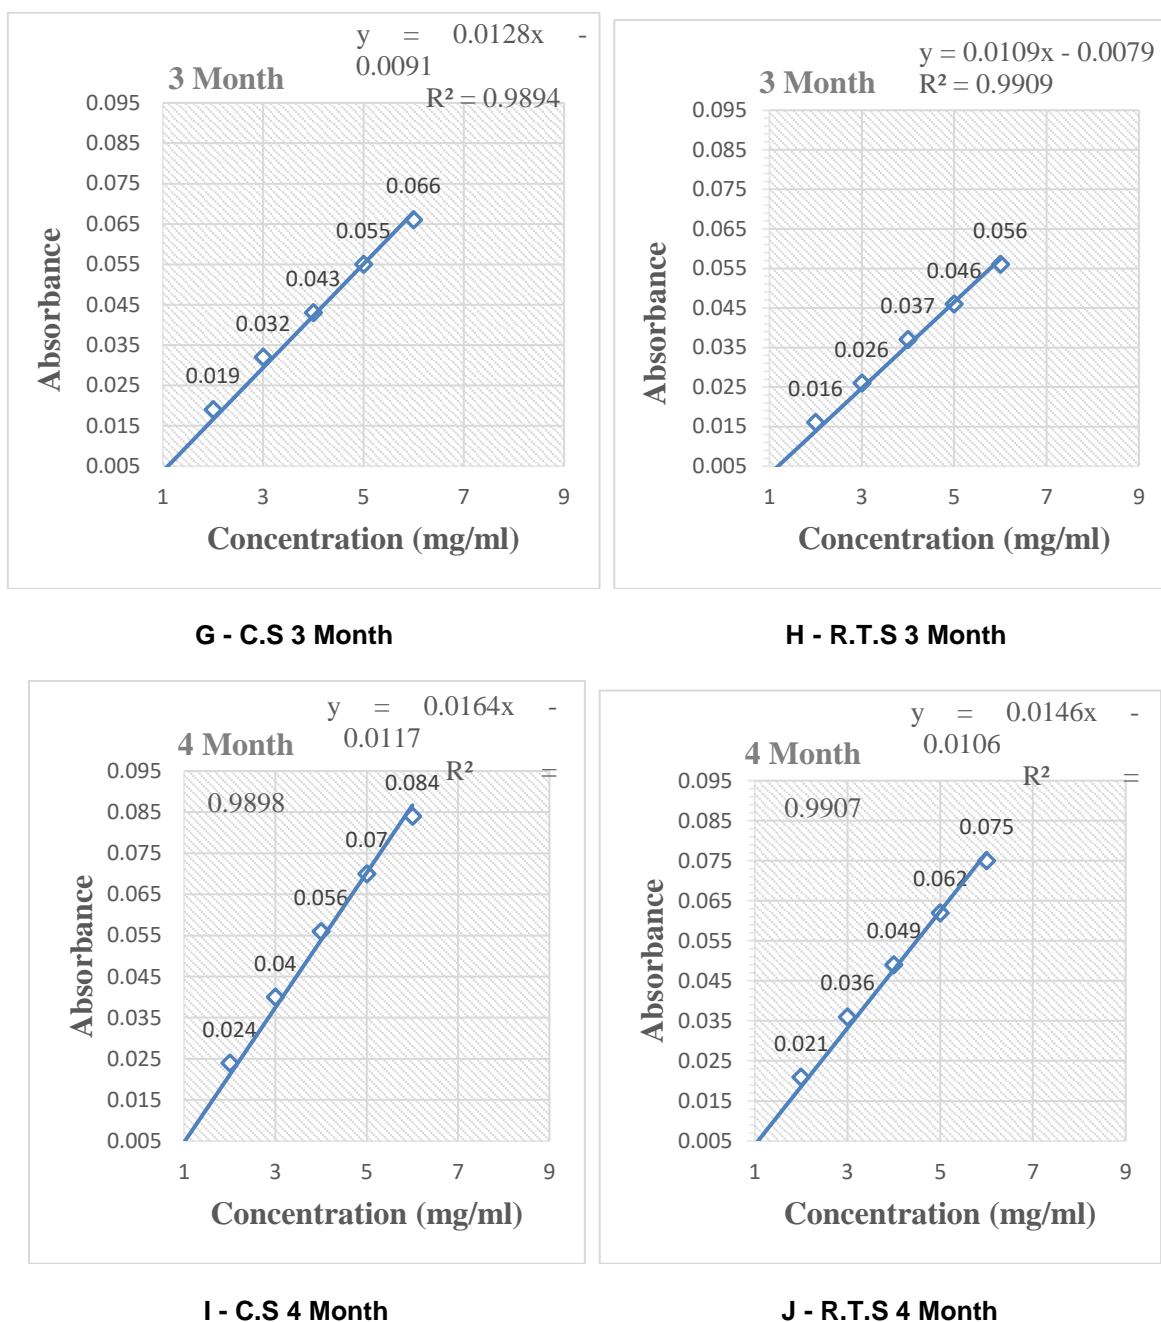 y = 0.0128x -
0.0091
R² = 0.9894
3 Month
0.095
0.085
0.075
0.065
0.055
0.045
0.035
0.025
0.015
0.005
0.066
0.055
0.043
0.032
0.019
1 3 5 7 9
Absorbance
Concentration (mg/ml)
y = 0.0109x - 0.0079
R² = 0.9909
3 Month
0.095
0.085
0.075
0.065
0.055
0.045
0.035
0.025
0.015
0.005
0.056
0.046
0.037
0.026
0.016
1 3 5 7 9
Absorbance
Concentration (mg/ml)
G - C.S 3 Month
H - R.T.S 3 Month
y = 0.0164x -
0.0117
R² =
0.9898
4 Month
0.095
0.085
0.075
0.065
0.055
0.045
0.035
0.025
0.015
0.005
0.084
0.07
0.056
0.04
0.024
1 3 5 7 9
Absorbance
Concentration (mg/ml)
y = 0.0146x -
0.0106
R² =
0.9907
4 Month
0.095
0.085
0.075
0.065
0.055
0.045
0.035
0.025
0.015
0.005
0.075
0.062
0.049
0.036
0.021
1 3 5 7 9
Absorbance
Concentration (mg/ml)
I - C.S 4 Month
J - R.T.S 4 Month